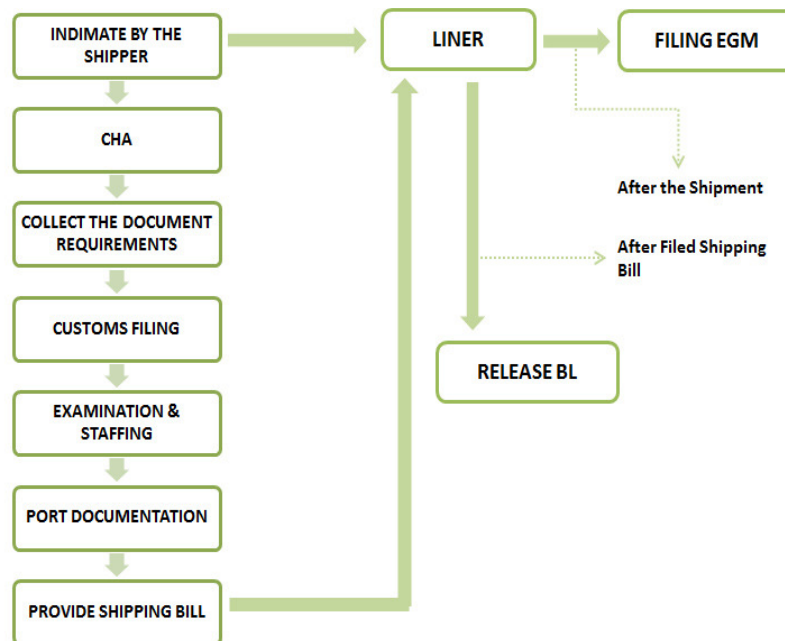 INDIMATE BY THE
SHIPPER
LINER
FILING EGM
CHA
After the Shipment
COLLECT THE DOCUMENT
REQUIREMENTS
After Filed Shipping
Bill
CUSTOMS FILING
RELEASE BL
EXAMINATION &
STAFFING
PORT DOCUMENTATION
PROVIDE SHIPPING BILL